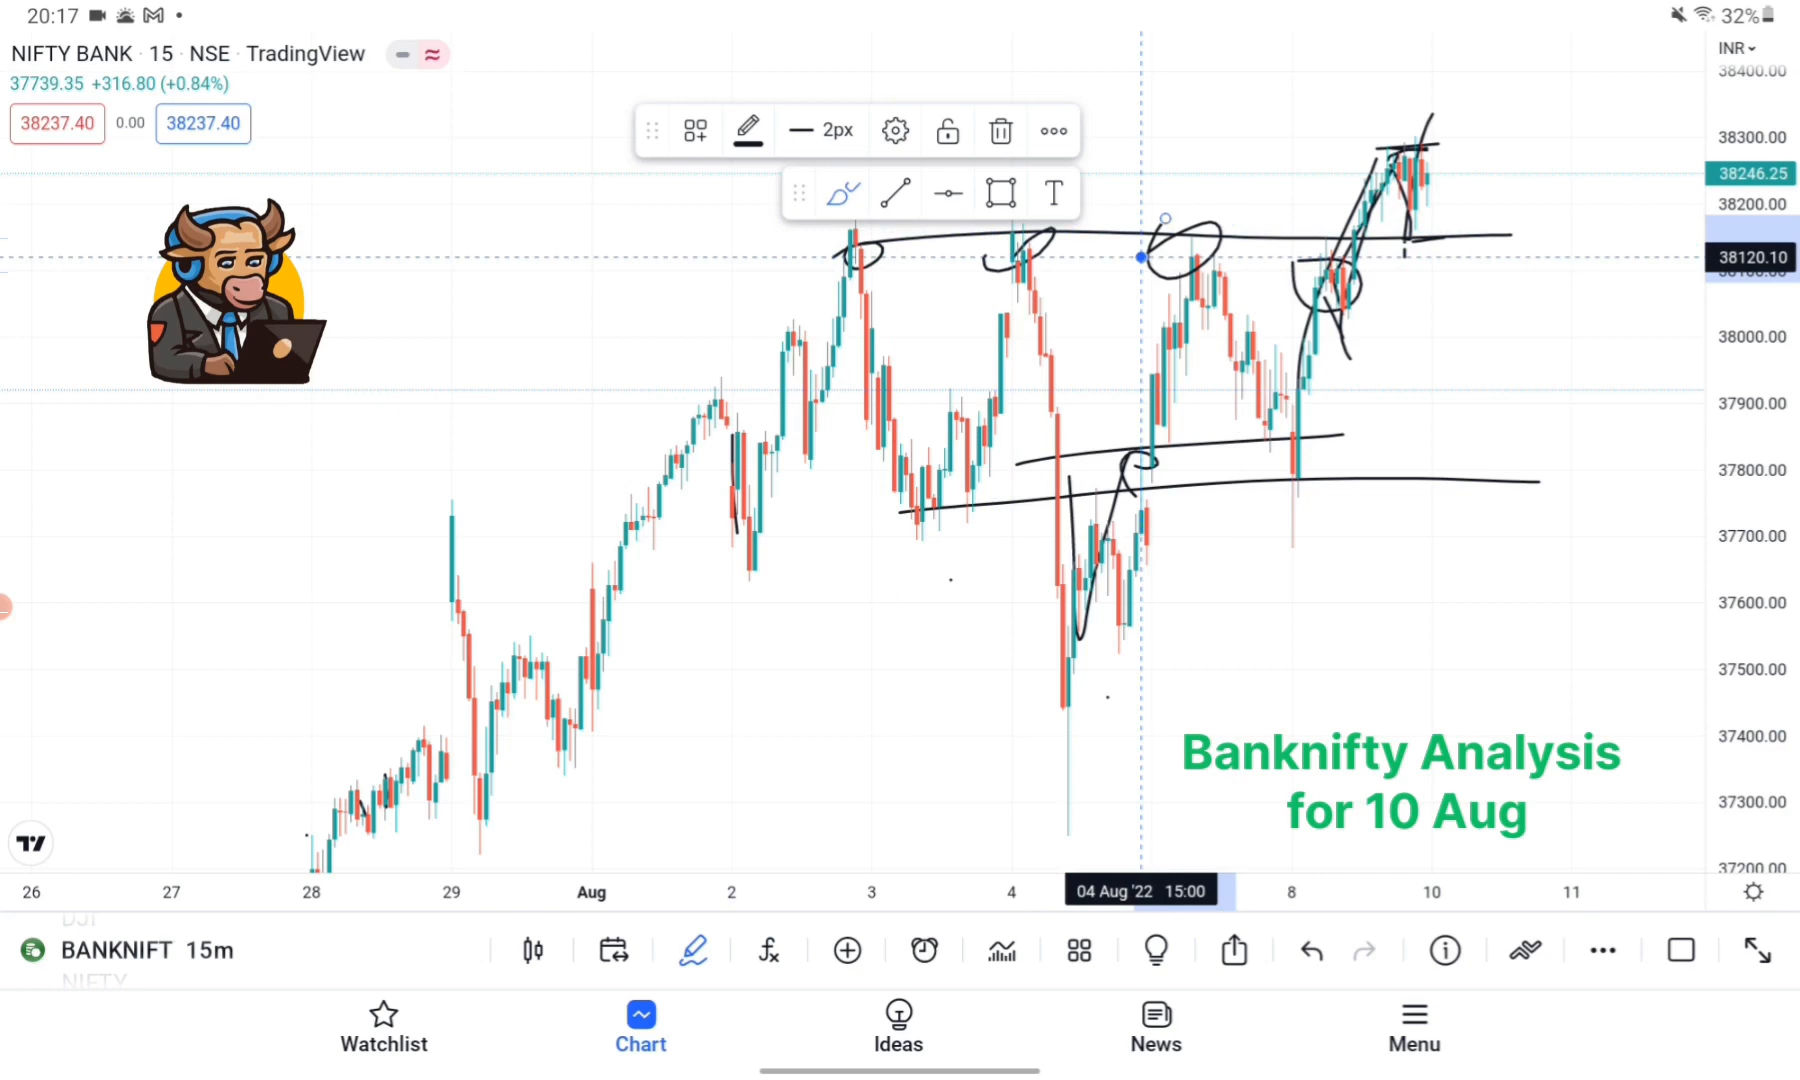 20:17
32%
NIFTY BANK · 15 · NSE · TradingView
37739.35 +316.80 (+0.84%)
38237.40 0.00 38237.40
2px
T
INR
38400.00
38300.00
38246.25
38200.00
38120.10
38100.00
38000.00
37900.00
37800.00
37700.00
37600.00
37500.00
37400.00
37300.00
37200.00
Banknifty Analysis
for 10 Aug
26 27 28 29 Aug 2 3 4 04 Aug '22 15:00 8 10 11
DJI
BANKNIFT 15m
NIFTY
Watchlist Chart Ideas News Menu